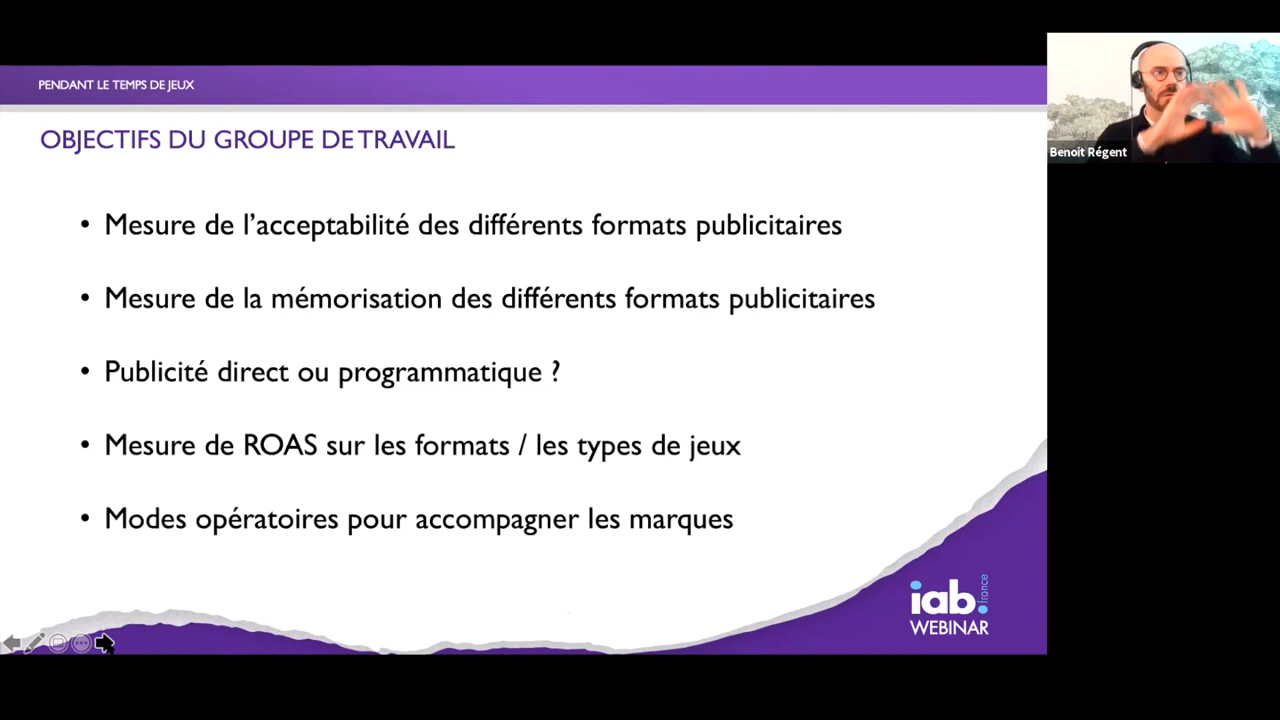 PENDANT LE TEMPS DE JEUX
OBJECTIFS DU GROUPE DE TRAVAIL
• Mesure de l’acceptabilité des différents formats publicitaires
• Mesure de la mémorisation des différents formats publicitaires
• Publicité direct ou programmatique ?
• Mesure de ROAS sur les formats / les types de jeux
• Modes opératoires pour accompagner les marques
iab. france
WEBINAR
Benoit Régent